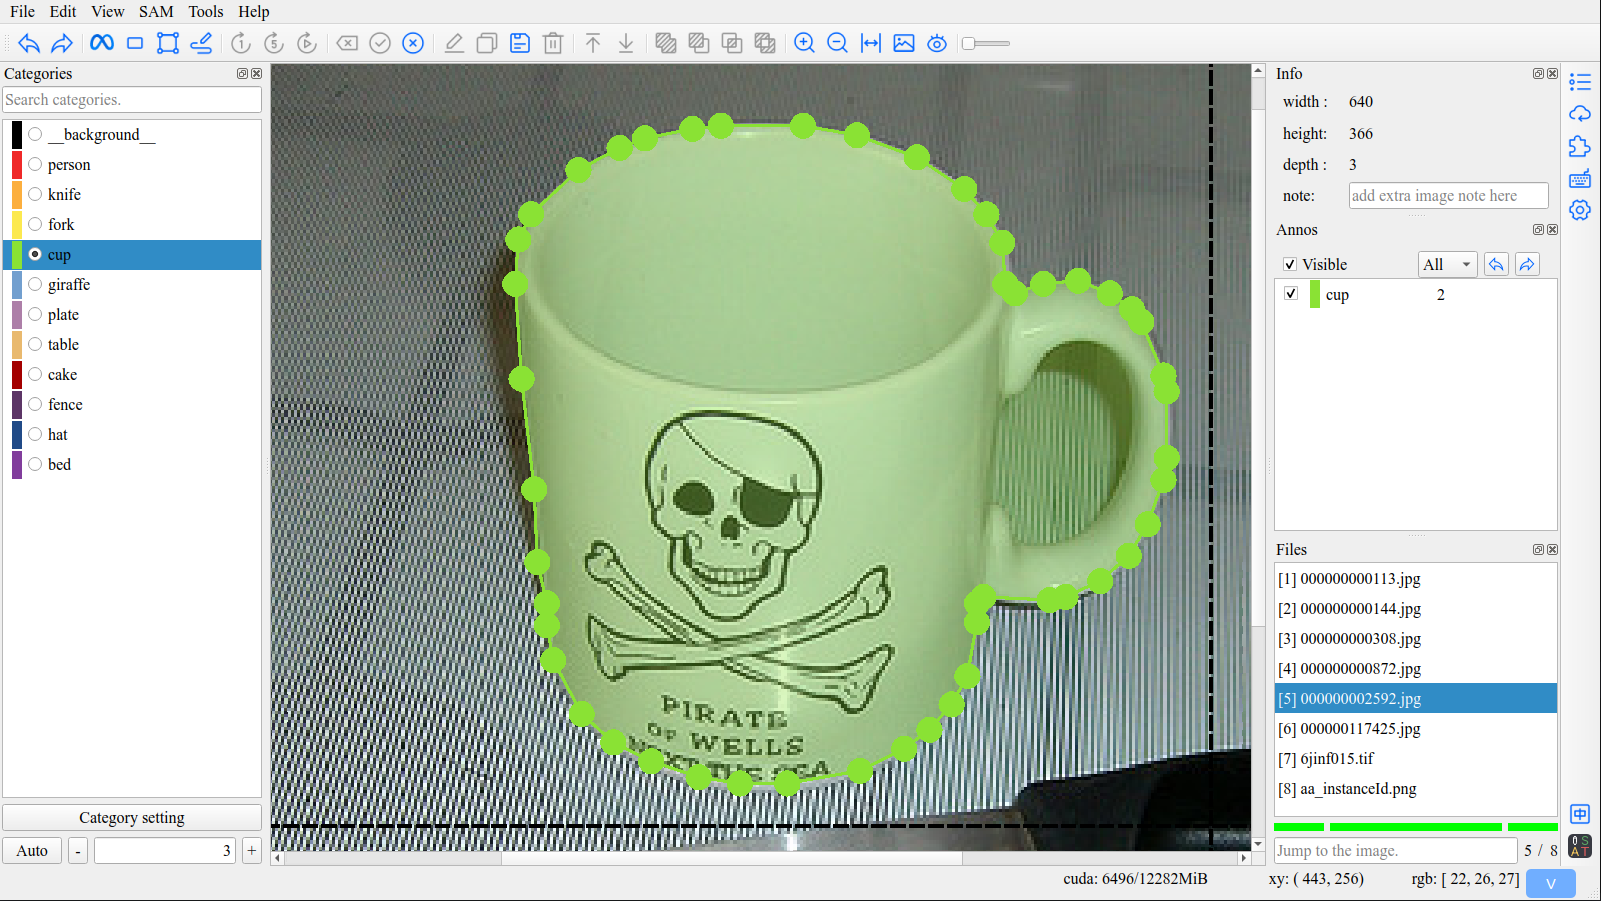 File Edit View SAM Tools Help
Categories
Search categories.
__background__
person
knife
fork
cup
giraffe
plate
table
cake
fence
hat
bed
Category setting
Auto - 3 +
PIRATE
OF WELLS
NEXT THE SEA
Info
width : 640
height: 366
depth : 3
note: add extra image note here
Annos
Visible All
cup 2
Files
[1] 000000000113.jpg
[2] 000000000144.jpg
[3] 000000000308.jpg
[4] 000000000872.jpg
[5] 000000002592.jpg
[6] 000000117425.jpg
[7] 6jinf015.tif
[8] aa_instanceId.png
Jump to the image. 5 / 8
中
I S
A T
cuda: 6496/12282MiB xy: ( 443, 256) rgb: [ 22, 26, 27] V